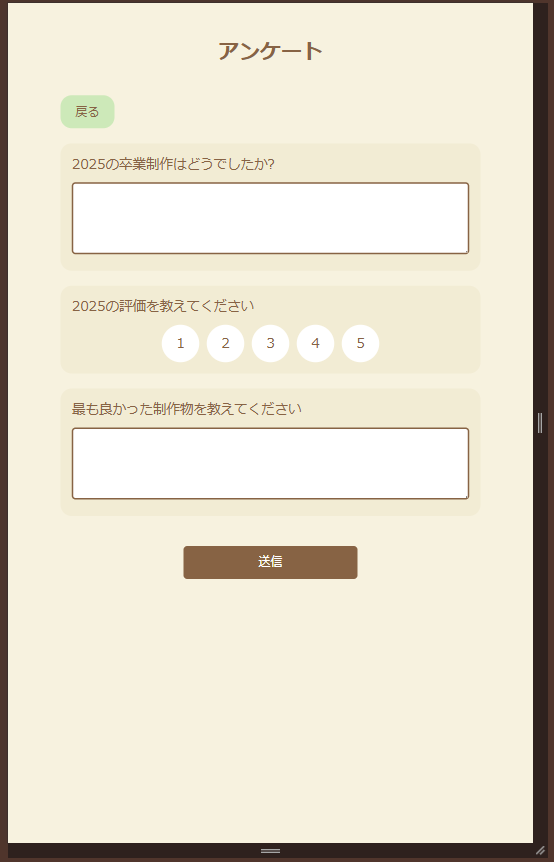 アンケート
戻る
2025の卒業制作はどうでしたか?
2025の評価を教えてください
1 2 3 4 5
最も良かった制作物を教えてください
送信